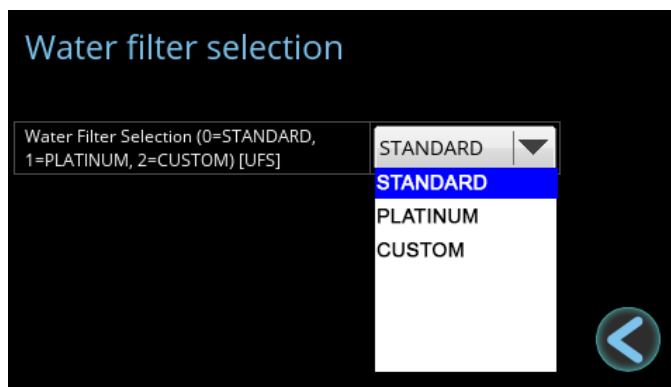 Water filter selection
Water Filter Selection (0=STANDARD,
1=PLATINUM, 2=CUSTOM) [UFS]
STANDARD
STANDARD
PLATINUM
CUSTOM